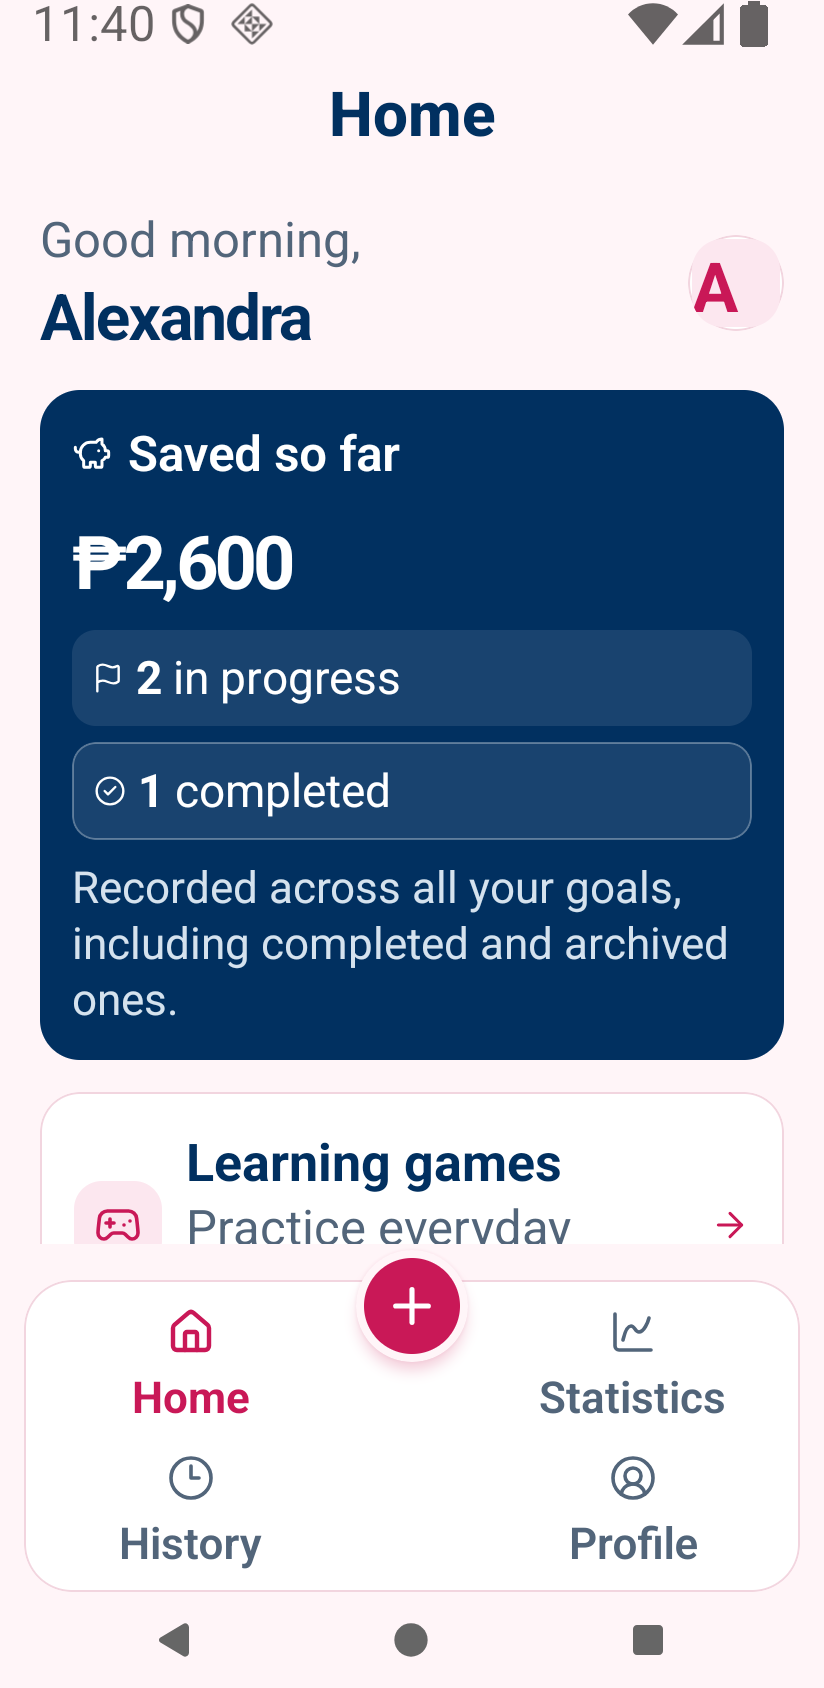 11:40
Home
Good morning,
Alexandra
A
Saved so far
₱2,600
2 in progress
1 completed
Recorded across all your goals,
including completed and archived
ones.
Learning games
Practice everyday
Home
Statistics
History
Profile